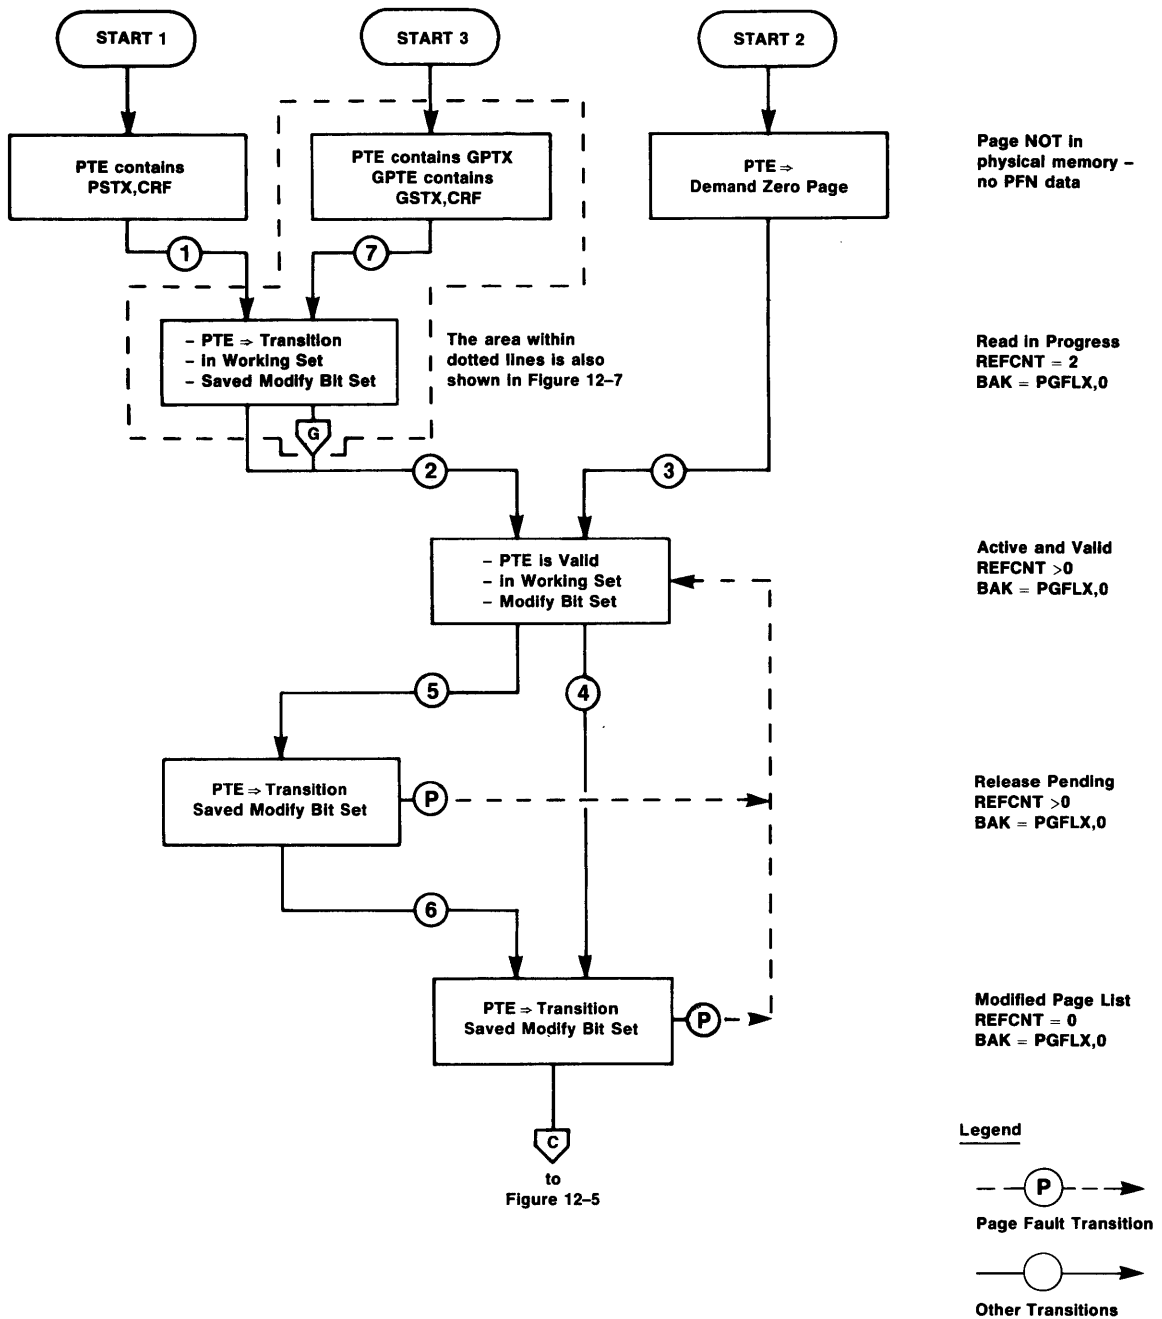 START 1
START 3
START 2
PTE contains
PSTX,CRF
PTE contains GPTX
GPTE contains
GSTX,CRF
PTE ⇒
Demand Zero Page
Page NOT in
physical memory –
no PFN data
1
7
– PTE ⇒ Transition
– in Working Set
– Saved Modify Bit Set
The area within
dotted lines is also
shown in Figure 12–7
Read in Progress
REFCNT = 2
BAK = PGFLX,0
G
2
3
– PTE is Valid
– in Working Set
– Modify Bit Set
Active and Valid
REFCNT >0
BAK = PGFLX,0
5
4
PTE ⇒ Transition
Saved Modify Bit Set
P
Release Pending
REFCNT >0
BAK = PGFLX,0
6
PTE ⇒ Transition
Saved Modify Bit Set
P
Modified Page List
REFCNT = 0
BAK = PGFLX,0
C
to
Figure 12–5
Legend
P
Page Fault Transition
Other Transitions